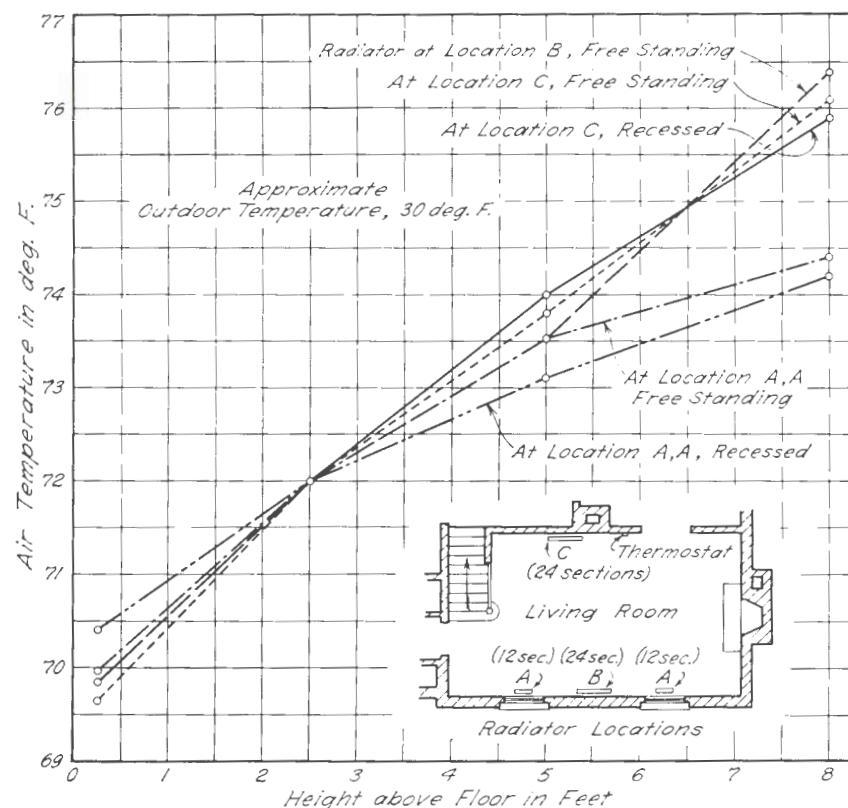 77
76
75
74
73
72
71
70
69
Air Temperature in deg. F.
Radiator at Location B, Free Standing
At Location C, Free Standing
At Location C, Recessed
Approximate
Outdoor Temperature, 30 deg. F.
At Location A,A
Free Standing
At Location A,A, Recessed
C
Thermostat
(24 sections)
Living Room
(12sec.) (24sec.) (12sec.)
A B A
Radiator Locations
0 1 2 3 4 5 6 7 8
Height above Floor in Feet